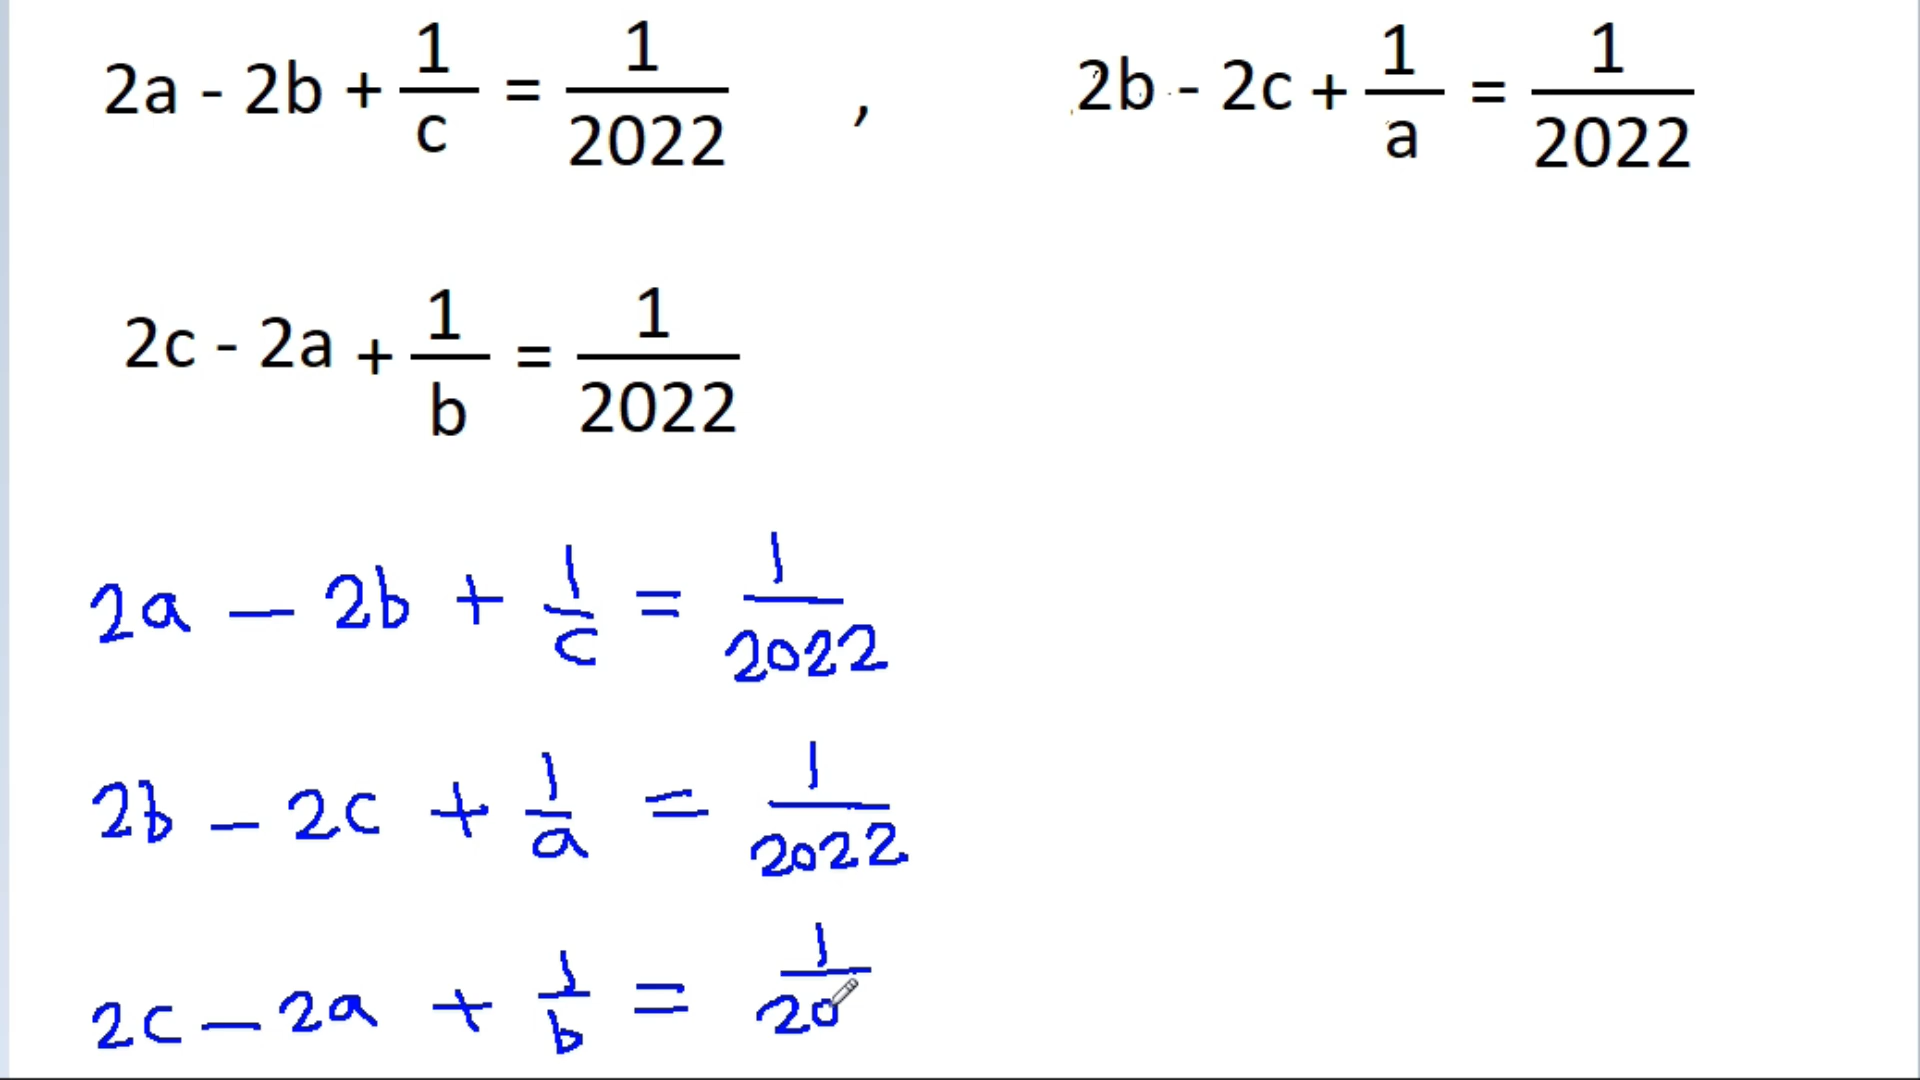 2a - 2b + 1/c = 1/2022 , 2b - 2c + 1/a = 1/2022
2c - 2a + 1/b = 1/2022
2a - 2b + 1/c = 1/2022
2b - 2c + 1/a = 1/2022
2c - 2a + 1/b = 1/20